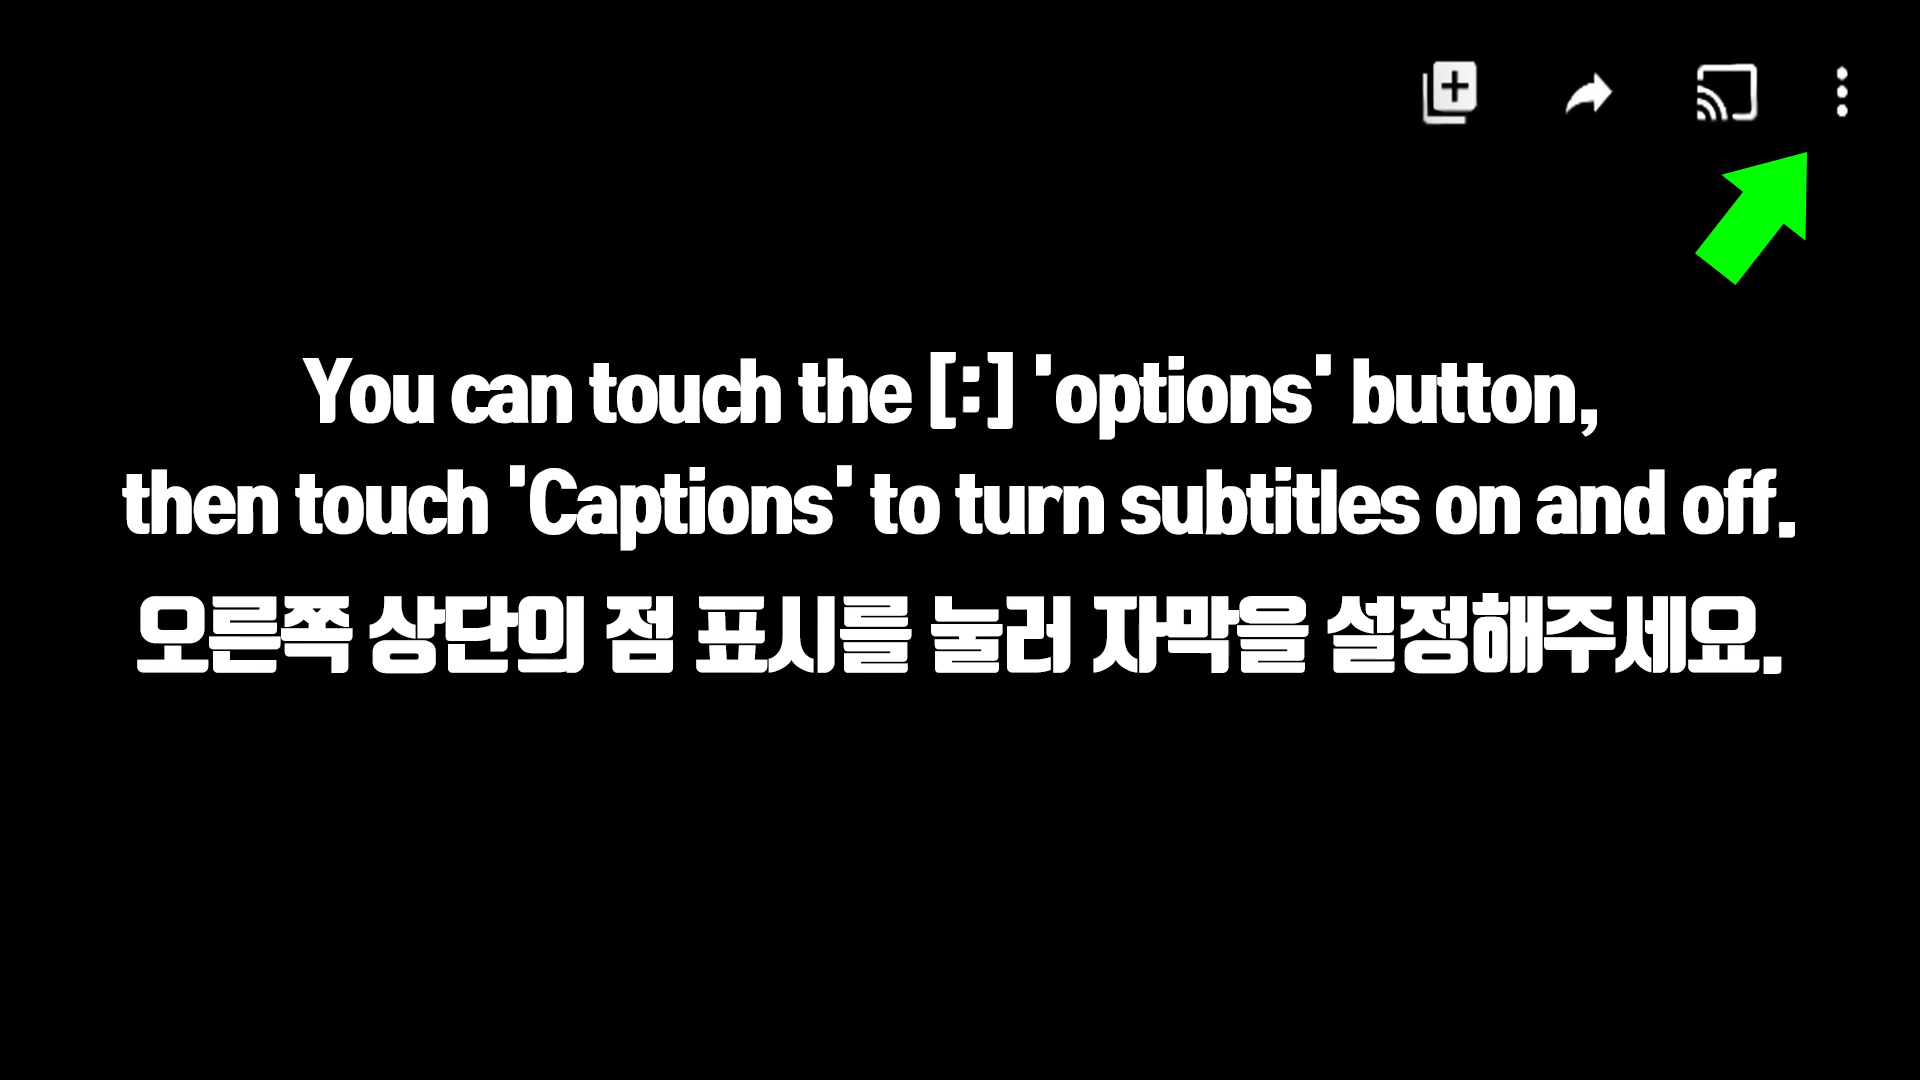 You can touch the [:] 'options' button,
then touch 'Captions' to turn subtitles on and off.
오른쪽 상단의 점 표시를 눌러 자막을 설정해주세요.